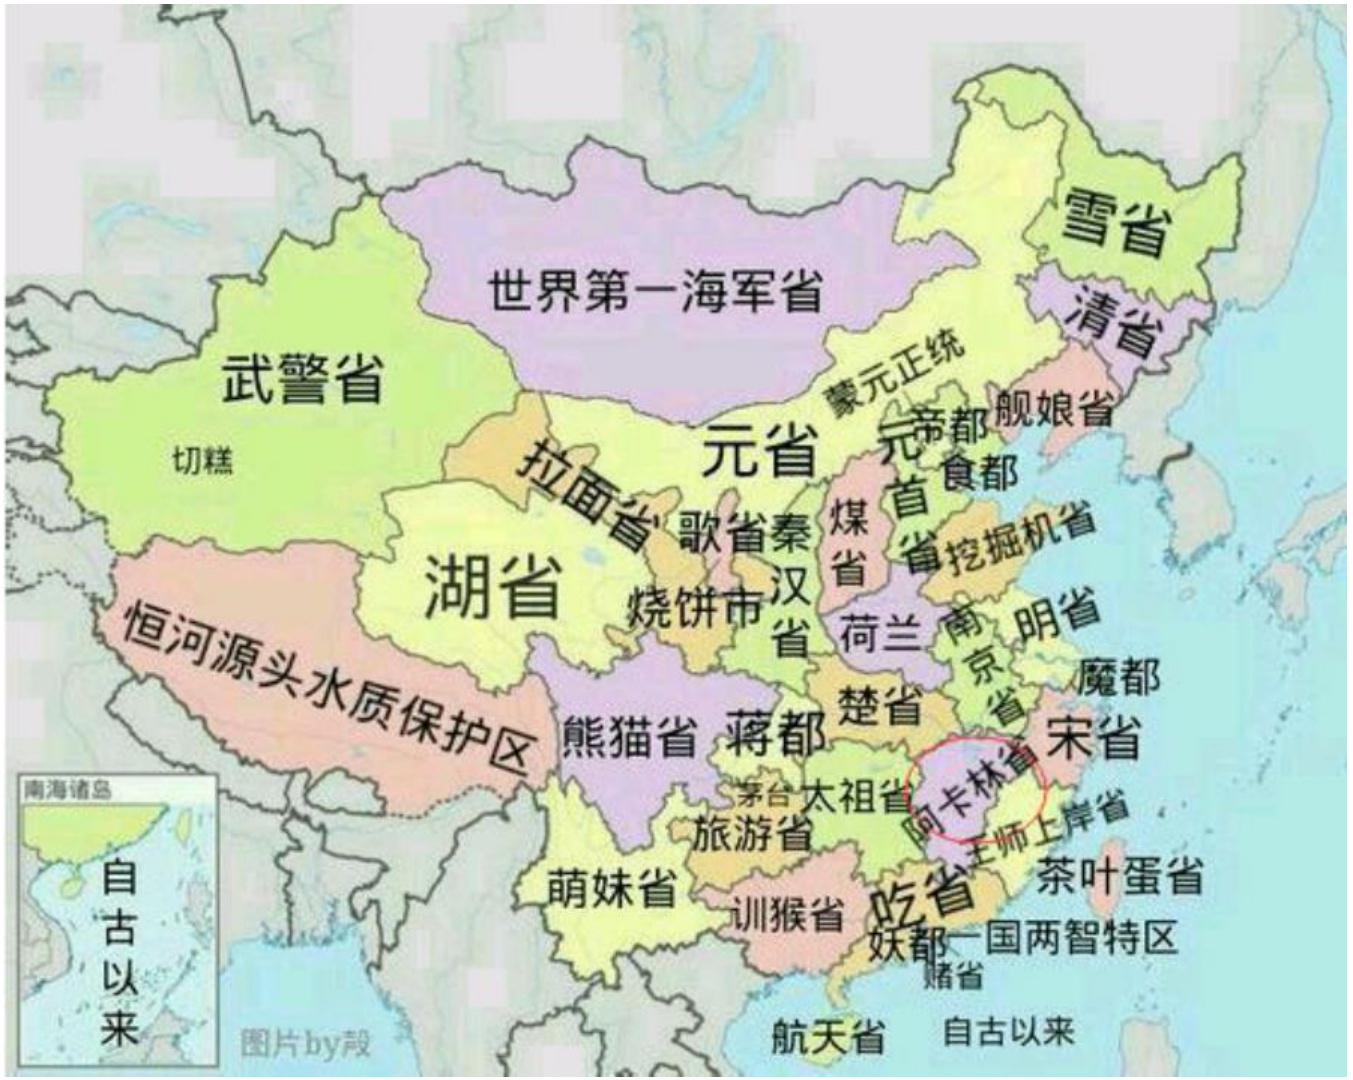 雪省
世界第一海军省
清省
武警省
切糕
蒙元正统
元省
帝都
舰娘省
食都
元首省
拉面省
煤省
歌省
秦汉省
挖掘机省
湖省
烧饼市
荷兰
南京省
明省
恒河源头水质保护区
魔都
熊猫省
蒋都
楚省
宋省
阿卡林省
茅台
太祖省
旅游省
王师上岸省
萌妹省
训猴省
吃省
茶叶蛋省
妖都
一国两智特区
赌省
航天省
自古以来
南海诸岛
自古以来
图片by殸